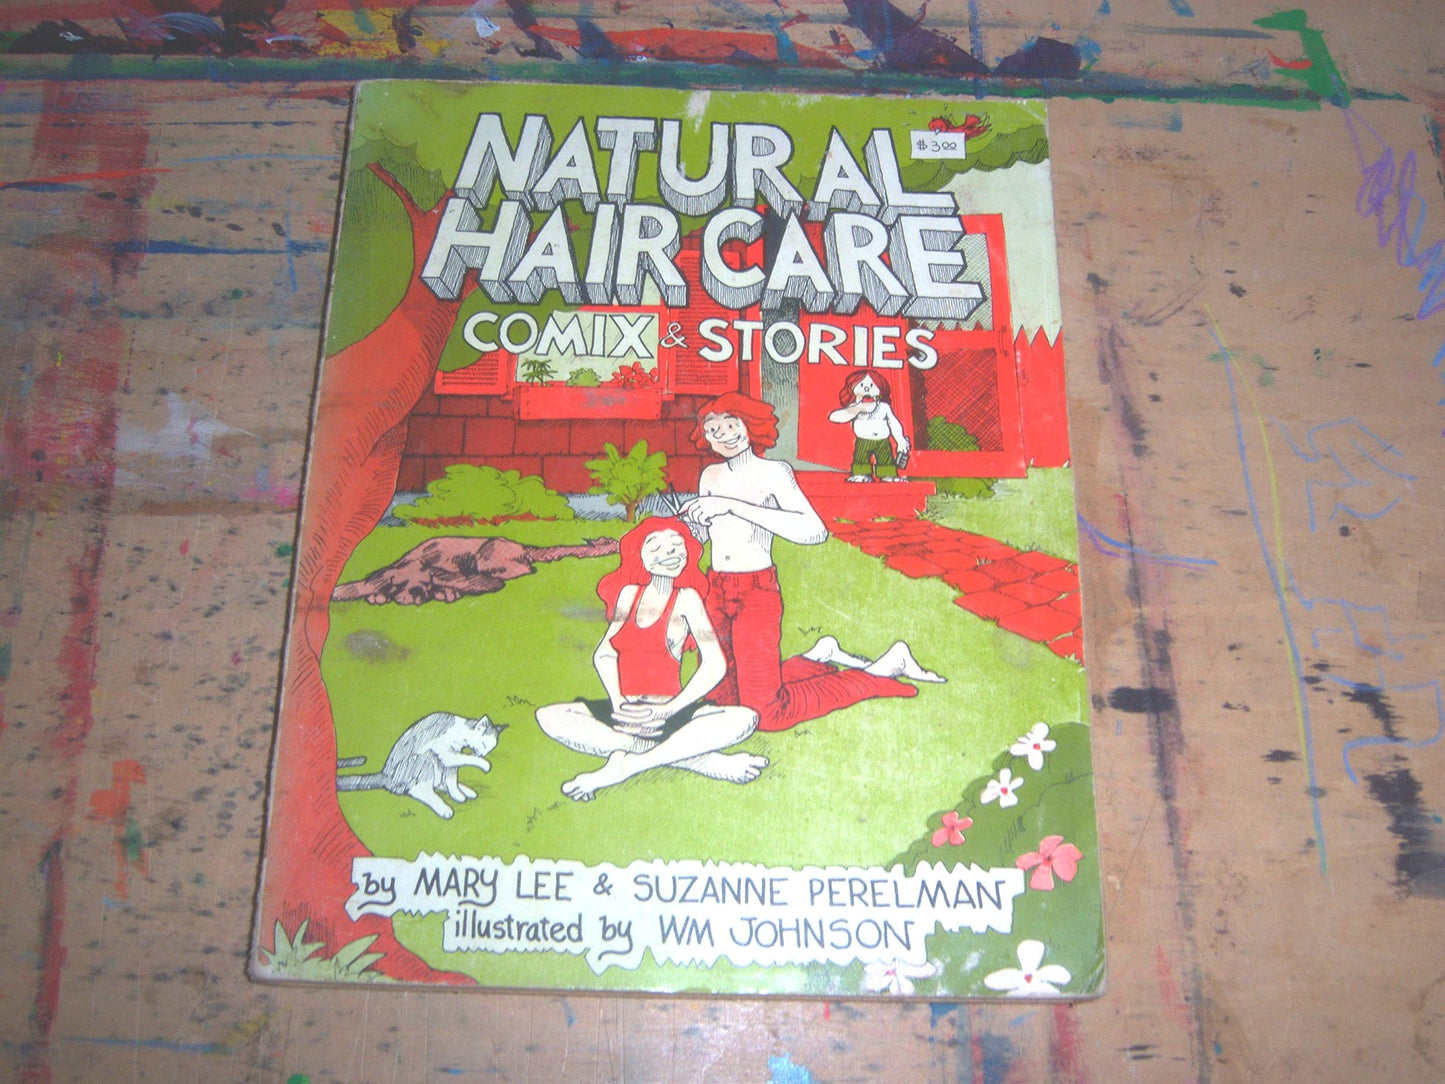 NATURAL
$3.00
HAIR CARE
COMIX & STORIES
by MARY LEE & SUZANNE PERELMAN
illustrated by WM JOHNSON